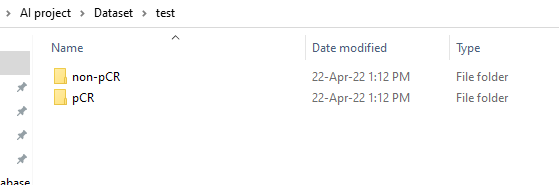 AI project > Dataset > test
Name Date modified Type
non-pCR 22-Apr-22 1:12 PM File folder
pCR 22-Apr-22 1:12 PM File folder
abase